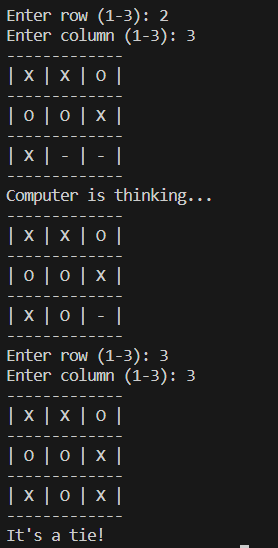 Enter row (1-3): 2
Enter column (1-3): 3
-------------
| X | X | O |
-------------
| O | O | X |
-------------
| X | - | - |
-------------
Computer is thinking...
-------------
| X | X | O |
-------------
| O | O | X |
-------------
| X | O | - |
-------------
Enter row (1-3): 3
Enter column (1-3): 3
-------------
| X | X | O |
-------------
| O | O | X |
-------------
| X | O | X |
-------------
It's a tie!